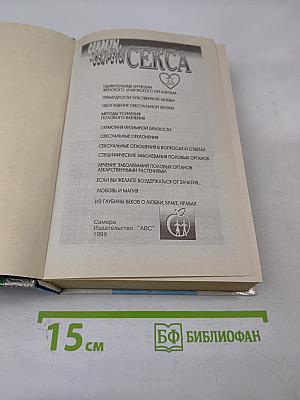 СЕКРЕТЫ СЕКСА
УДИВИТЕЛЬНЫЕ ФУНКЦИИ
ЖЕНСКОГО И МУЖСКОГО ОРГАНИЗМА
ПРЕМУДРОСТИ ЧУВСТВЕННОЙ ЛЮБВИ
ОБОГАЩЕНИЕ СЕКСУАЛЬНОЙ ЖИЗНИ
МЕТОДЫ УСИЛЕНИЯ
ПОЛОВОГО ВЛЕЧЕНИЯ
ГАРМОНИЯ ИНТИМНОЙ БЛИЗОСТИ
СЕКСУАЛЬНЫЕ ОТКЛОНЕНИЯ
СЕКСУАЛЬНЫЕ ОТНОШЕНИЯ В ВОПРОСАХ И ОТВЕТАХ
СПЕЦИФИЧЕСКИЕ ЗАБОЛЕВАНИЯ ПОЛОВЫХ ОРГАНОВ
ЛЕЧЕНИЕ ЗАБОЛЕВАНИЙ ПОЛОВЫХ ОРГАНОВ
ЛЕКАРСТВЕННЫМИ РАСТЕНИЯМИ
ЕСЛИ ВЫ ЖЕЛАЕТЕ ВОЗДЕРЖАТЬСЯ ОТ ЗАЧАТИЯ...
ЛЮБОВЬ И МАГИЯ
ИЗ ГЛУБИНЫ ВЕКОВ О ЛЮБВИ, БРАКЕ, НРАВАХ
Самара
Издательство "АВС"
1998
15 см
БФ БИБЛИОФАН